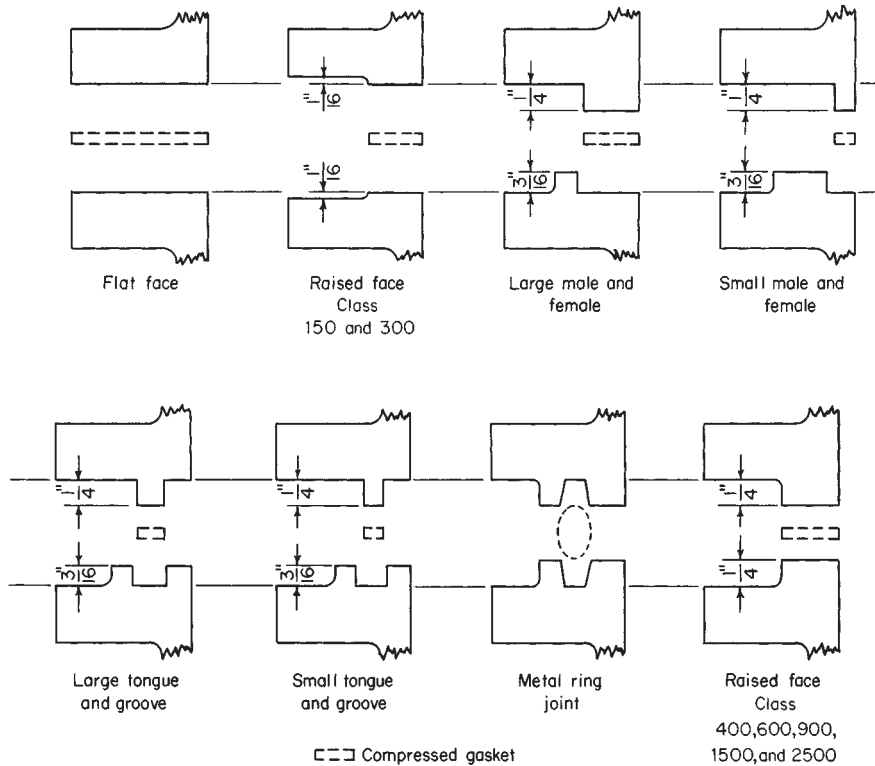 1"/16
1"/4
1"/4
1"/16
3"/16
3"/16
Flat face
Raised face
Class
150 and 300
Large male and
female
Small male and
female
1"/4
1"/4
1"/4
3"/16
3"/16
1"/4
Large tongue
and groove
Small tongue
and groove
Metal ring
joint
Raised face
Class
400,600,900,
1500,and 2500
Compressed gasket